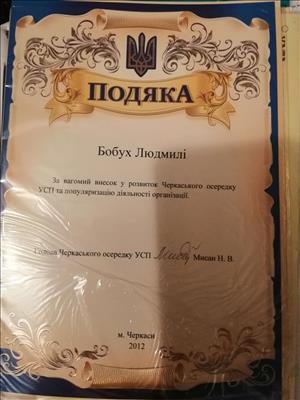 ПОДЯКА
Бобух Людмилі
За вагомий внесок у розвиток Черкаського осередку
УСП та популяризацію діяльності організації.
Голова Черкаського осередку УСП Мисан Н. В.
м. Черкаси
2012